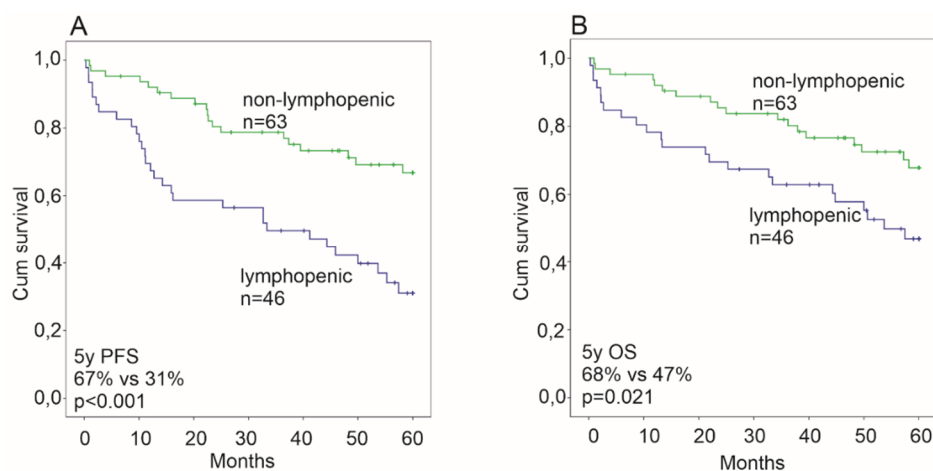 A
Cum survival
1,0
0,8
0,6
0,4
0,2
0,0
non-lymphopenic
n=63
lymphopenic
n=46
5y PFS
67% vs 31%
p<0.001
0 10 20 30 40 50 60
Months
B
Cum survival
1,0
0,8
0,6
0,4
0,2
0,0
non-lymphopenic
n=63
lymphopenic
n=46
5y OS
68% vs 47%
p=0.021
0 10 20 30 40 50 60
Months